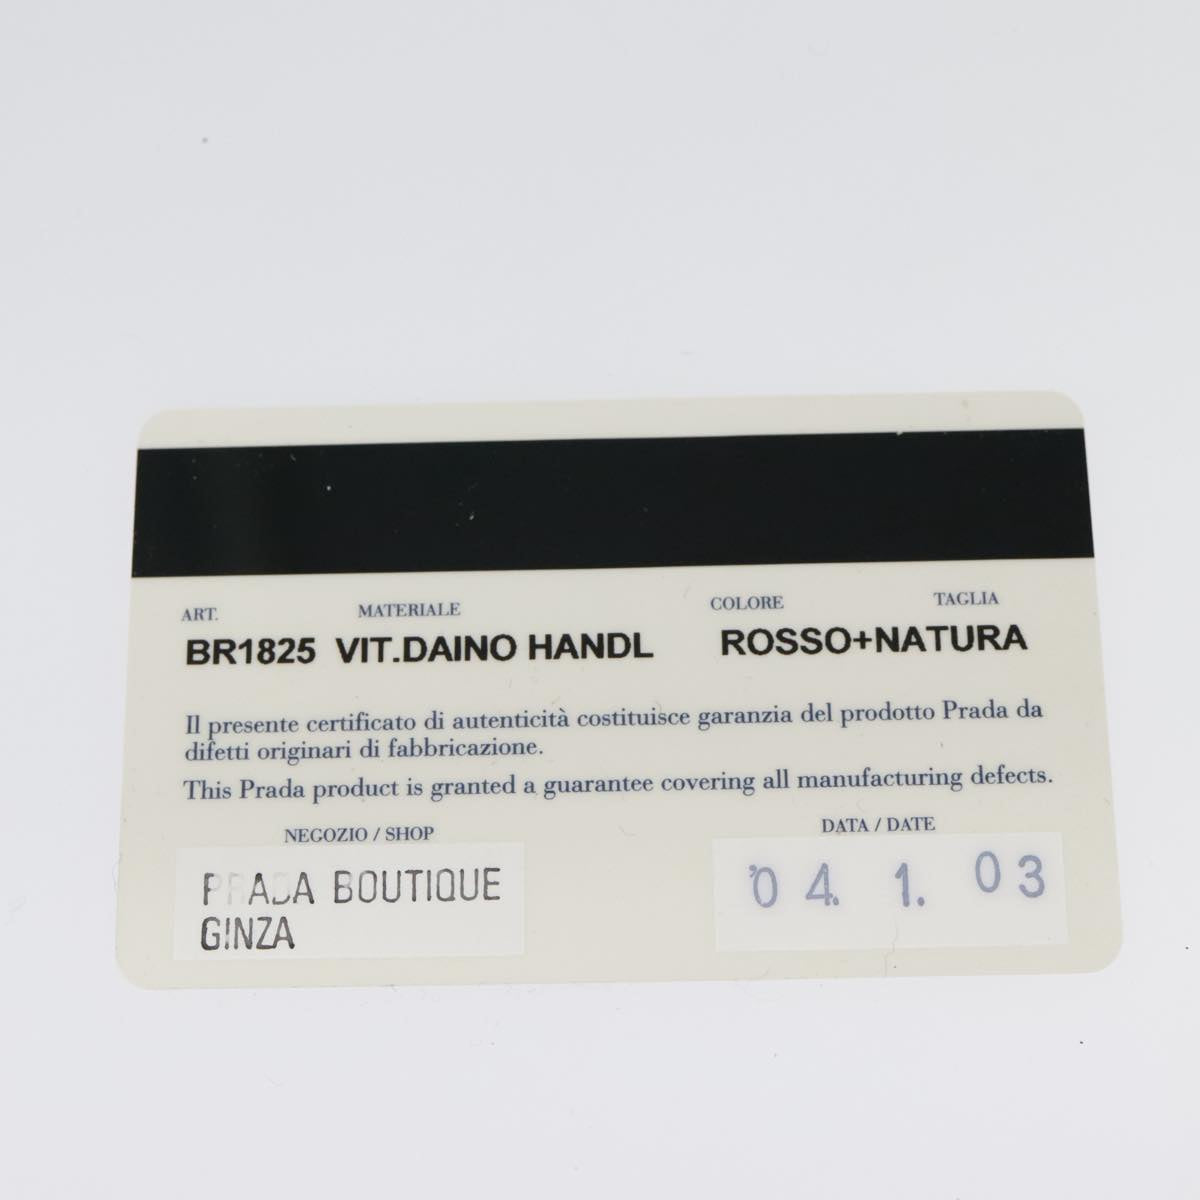 ART. MATERIALE COLORE TAGLIA
BR1825 VIT.DAINO HANDL ROSSO+NATURA
Il presente certificato di autenticità costituisce garanzia del prodotto Prada da
difetti originari di fabbricazione.
This Prada product is granted a guarantee covering all manufacturing defects.
NEGOZIO / SHOP DATA / DATE
PRADA BOUTIQUE '04. 1. 03
GINZA